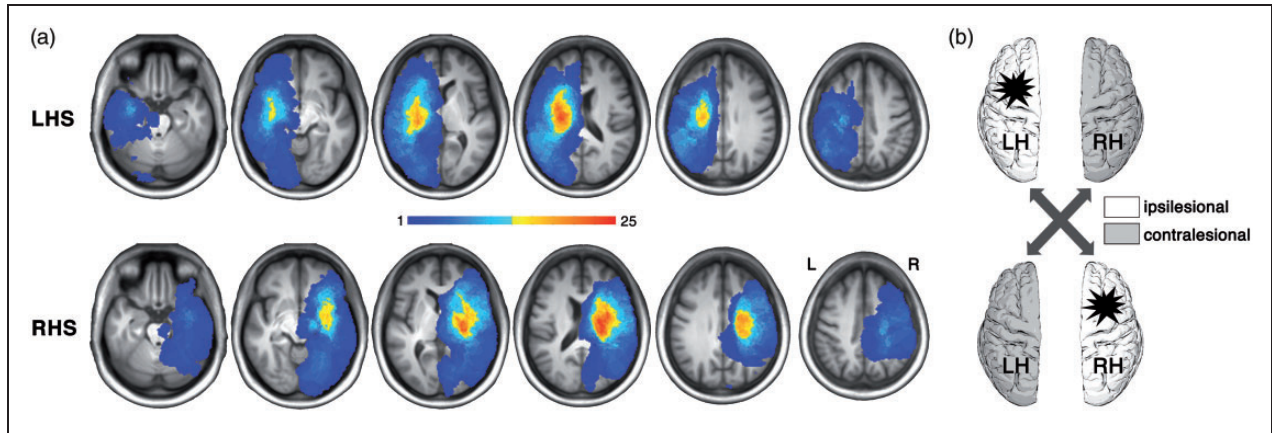 (a)
LHS
1 25
RHS
L R
(b)
LH RH
ipsilesional
contralesional
LH RH